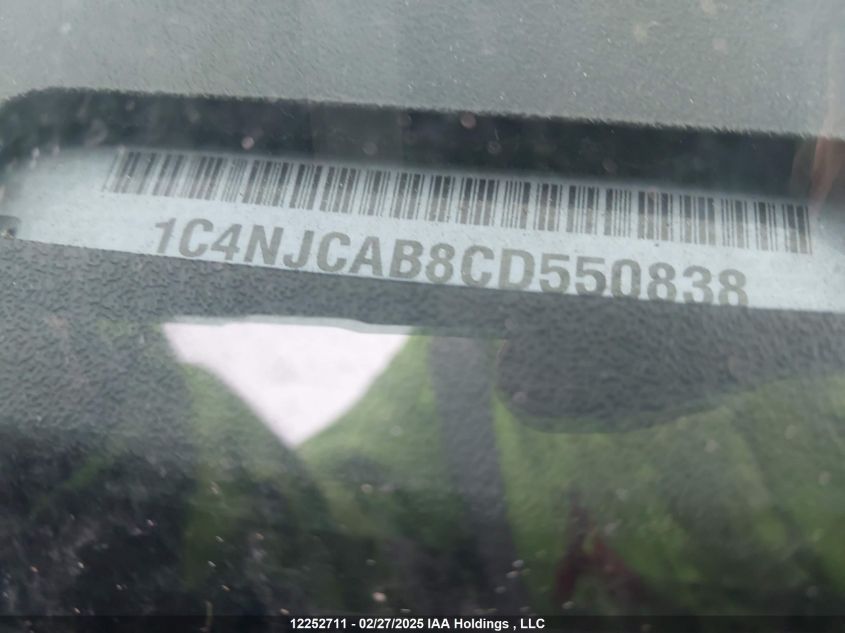 1C4NJCAB8CD550838
12252711 - 02/27/2025 IAA Holdings , LLC